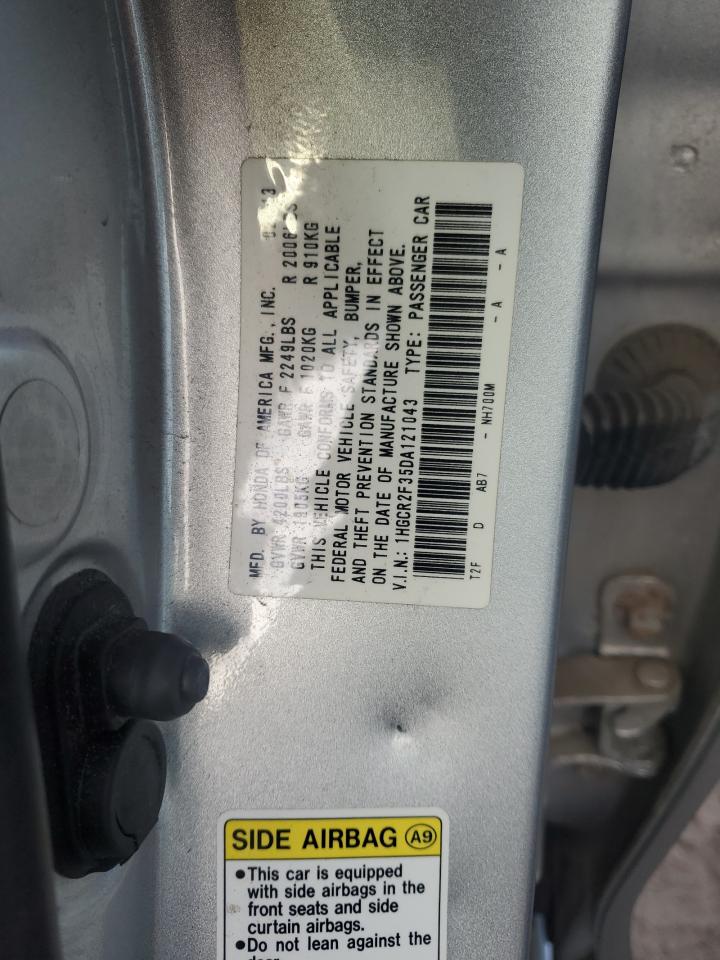 MFD. BY HONDA OF AMERICA MFG., INC.
GVWR 4200LBS GAWR F 2249LBS R 2006LBS
GVWR 1905KG GAWR F 1020KG R 910KG
THIS VEHICLE CONFORMS TO ALL APPLICABLE
FEDERAL MOTOR VEHICLE SAFETY, BUMPER,
AND THEFT PREVENTION STANDARDS IN EFFECT
ON THE DATE OF MANUFACTURE SHOWN ABOVE.
V.I.N.: 1HGCR2F35DA121043 TYPE: PASSENGER CAR
T2F D AB7 - NH700M - A - A
SIDE AIRBAG A9
●This car is equipped
with side airbags in the
front seats and side
curtain airbags.
●Do not lean against the